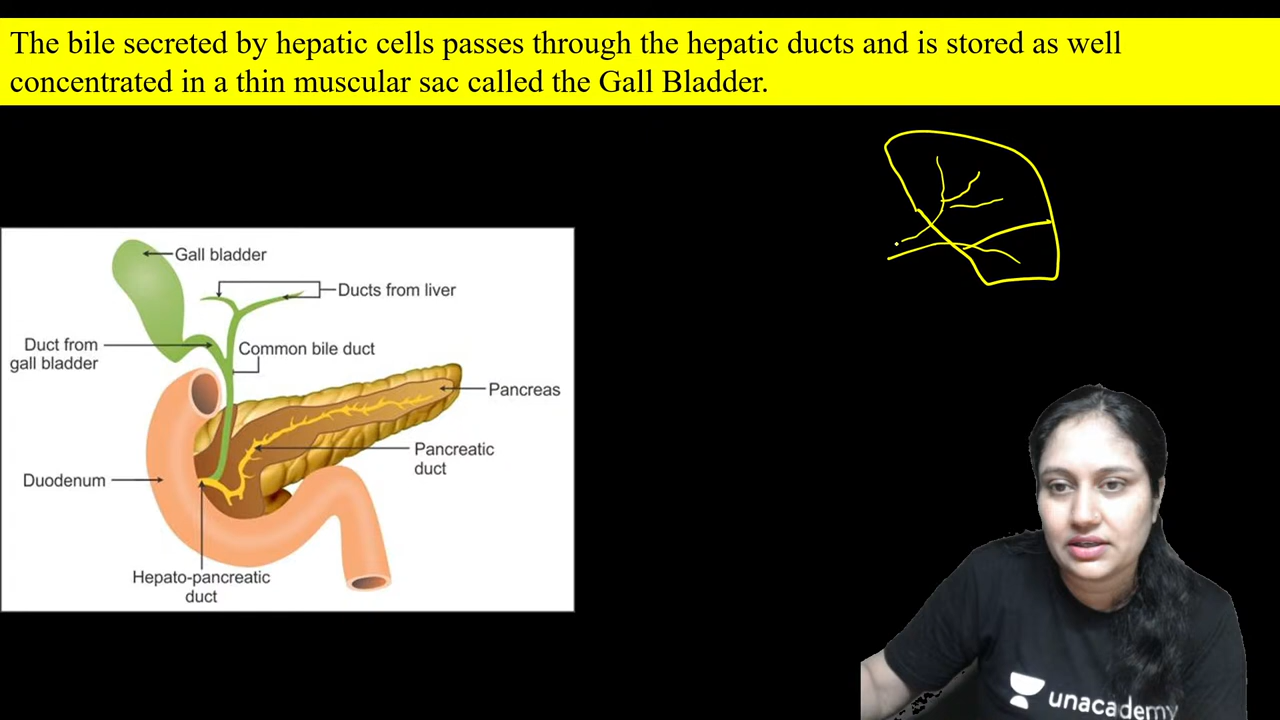 The bile secreted by hepatic cells passes through the hepatic ducts and is stored as well
concentrated in a thin muscular sac called the Gall Bladder.
Gall bladder
Ducts from liver
Duct from
gall bladder
Common bile duct
Pancreas
Pancreatic
duct
Duodenum
Hepato-pancreatic
duct
unacademy